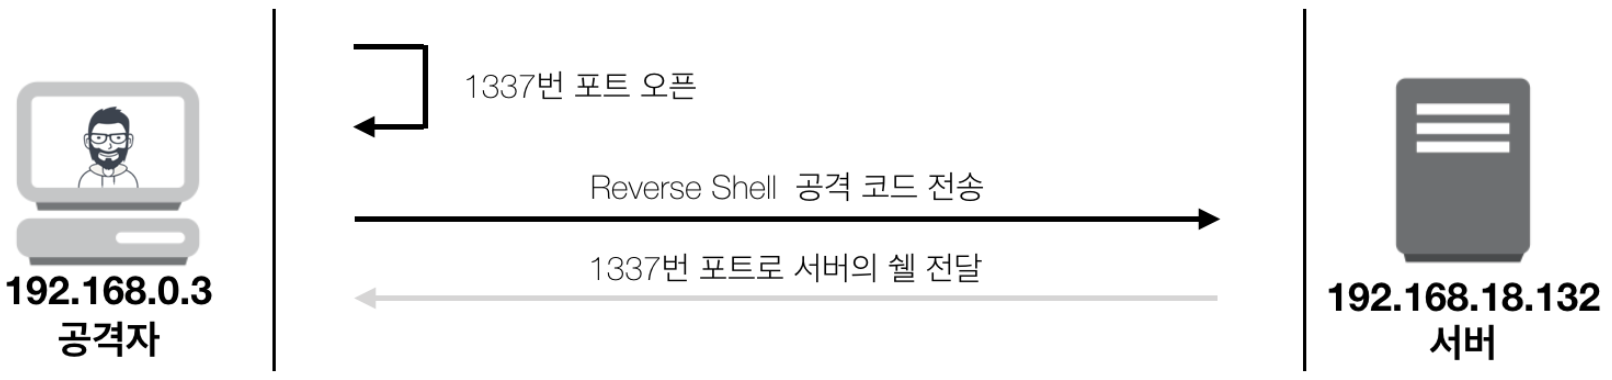 1337번 포트 오픈
Reverse Shell 공격 코드 전송
1337번 포트로 서버의 쉘 전달
192.168.0.3
공격자
192.168.18.132
서버